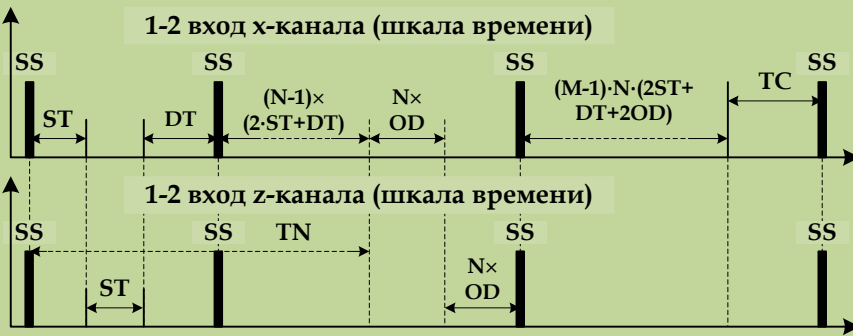 1-2 вход x-канала (шкала времени)
SS
SS
SS
SS
ST
DT
(N-1)×
(2·ST+DT)
N×
OD
(M-1)·N·(2ST+
DT+2OD)
TC
1-2 вход z-канала (шкала времени)
SS
SS
TN
SS
SS
ST
N×
OD